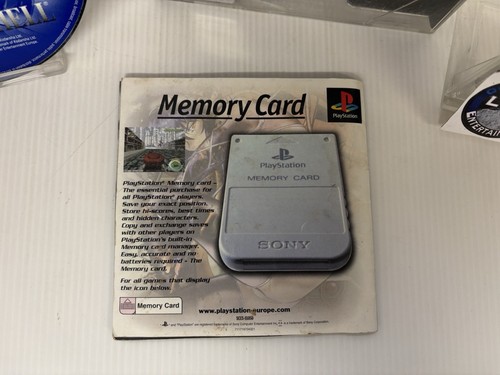 Memory Card
PlayStation
PlayStation
MEMORY CARD
SONY
PlayStation® Memory card -
The essential purchase for
all PlayStation® players.
Save your exact position.
Store hi-scores, best times
and hidden characters.
Copy and exchange saves
with other players on
PlayStation's built-in
Memory card manager.
Easy, accurate and no
batteries required - The
Memory card.
For all games that display
the icon below.
Memory Card
www.playstation-europe.com